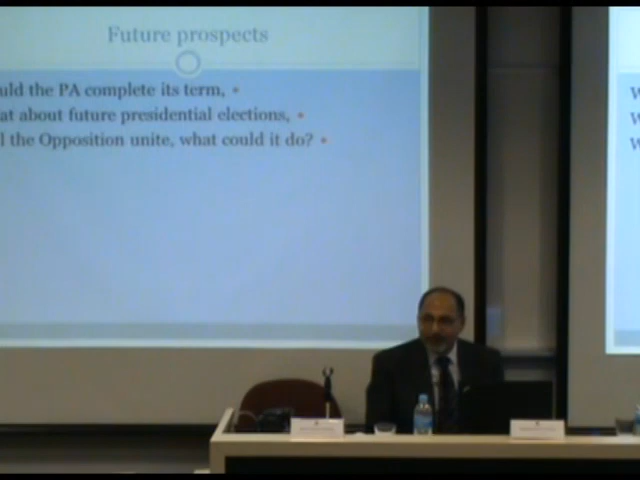 Future prospects
uld the PA complete its term,
at about future presidential elections,
l the Opposition unite, what could it do?
W
W
W